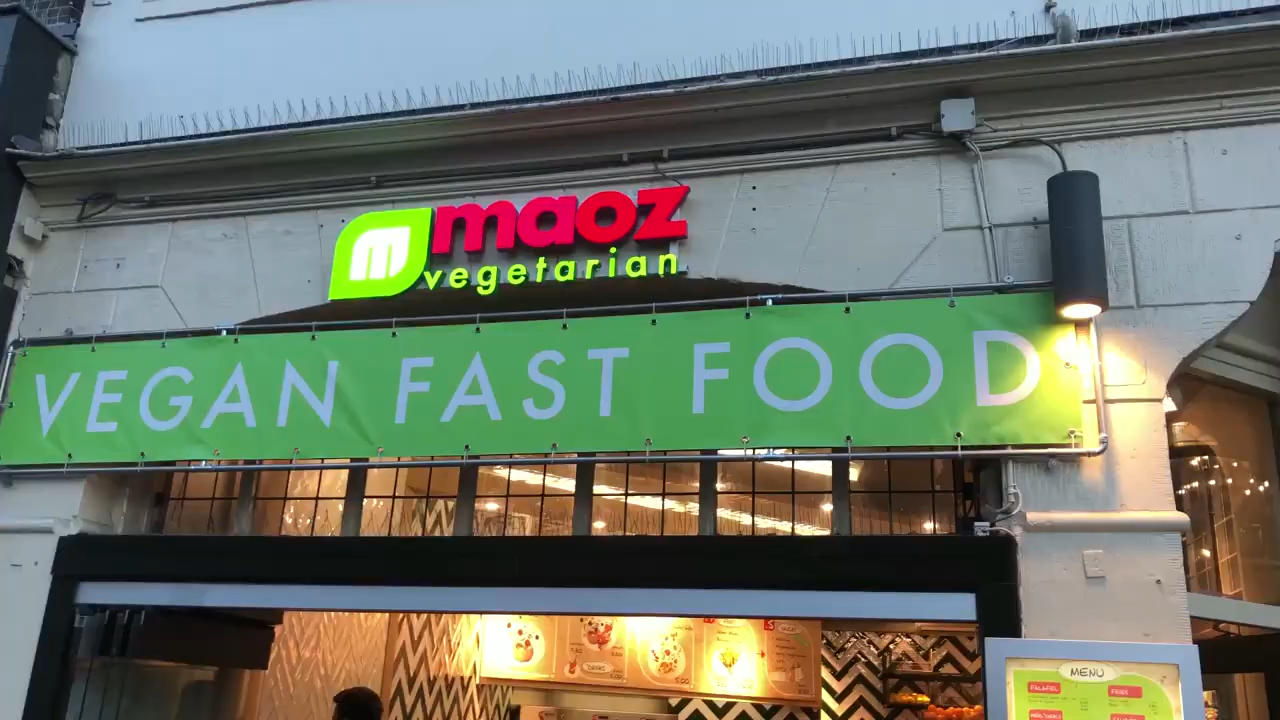 m maoz
vegetarian
VEGAN FAST FOOD
MENU
FALAFEL
FRIES